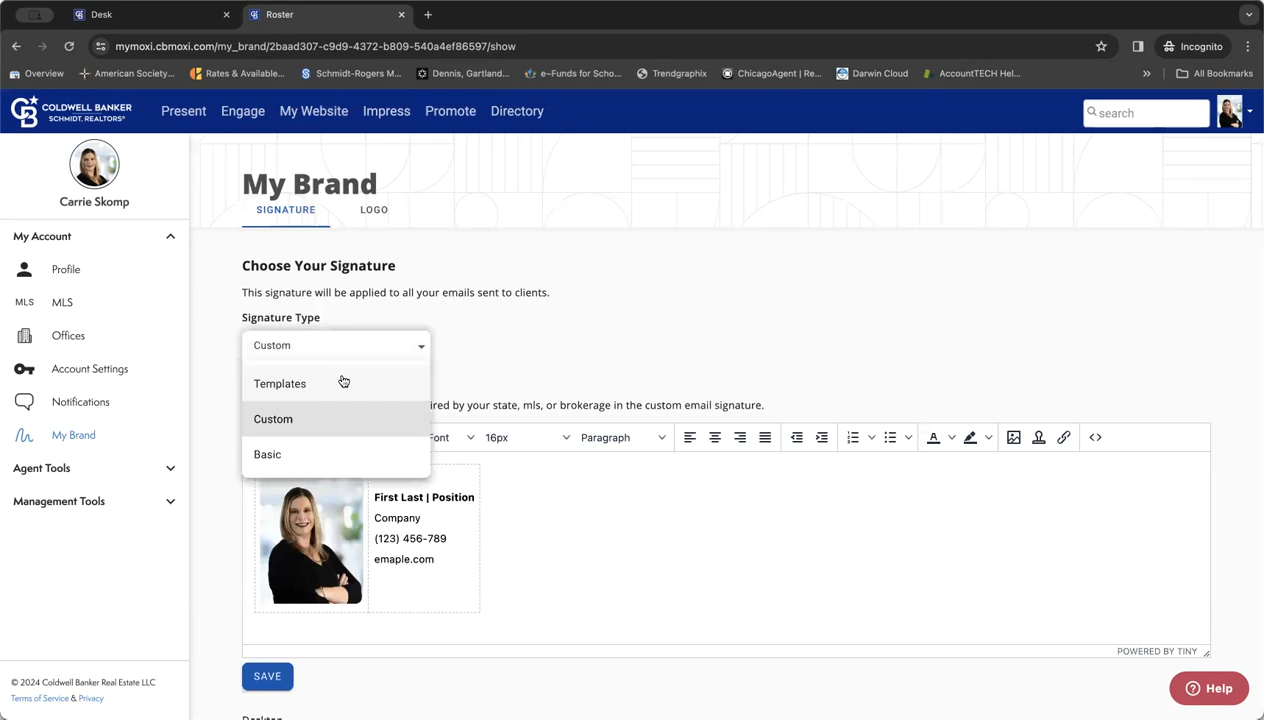 Desk
Roster
mymoxi.cbmoxi.com/my_brand/2baad307-c9d9-4372-b809-540a4ef86597/show
Incognito
Overview
American Society...
Rates & Available...
Schmidt-Rogers M...
Dennis, Gartland...
e-Funds for Scho...
Trendgraphix
ChicagoAgent | Re...
Darwin Cloud
AccountTECH Hel...
All Bookmarks
COLDWELL BANKER
SCHMIDT, REALTORS®
Present
Engage
My Website
Impress
Promote
Directory
search
Carrie Skomp
My Account
Profile
MLS MLS
Offices
Account Settings
Notifications
My Brand
Agent Tools
Management Tools
© 2024 Coldwell Banker Real Estate LLC
Terms of Service & Privacy
My Brand
SIGNATURE
LOGO
Choose Your Signature
This signature will be applied to all your emails sent to clients.
Signature Type
Custom
Templates
Custom
Basic
ired by your state, mls, or brokerage in the custom email signature.
Font
16px
Paragraph
First Last | Position
Company
(123) 456-789
emaple.com
POWERED BY TINY
SAVE
Help
Desktop